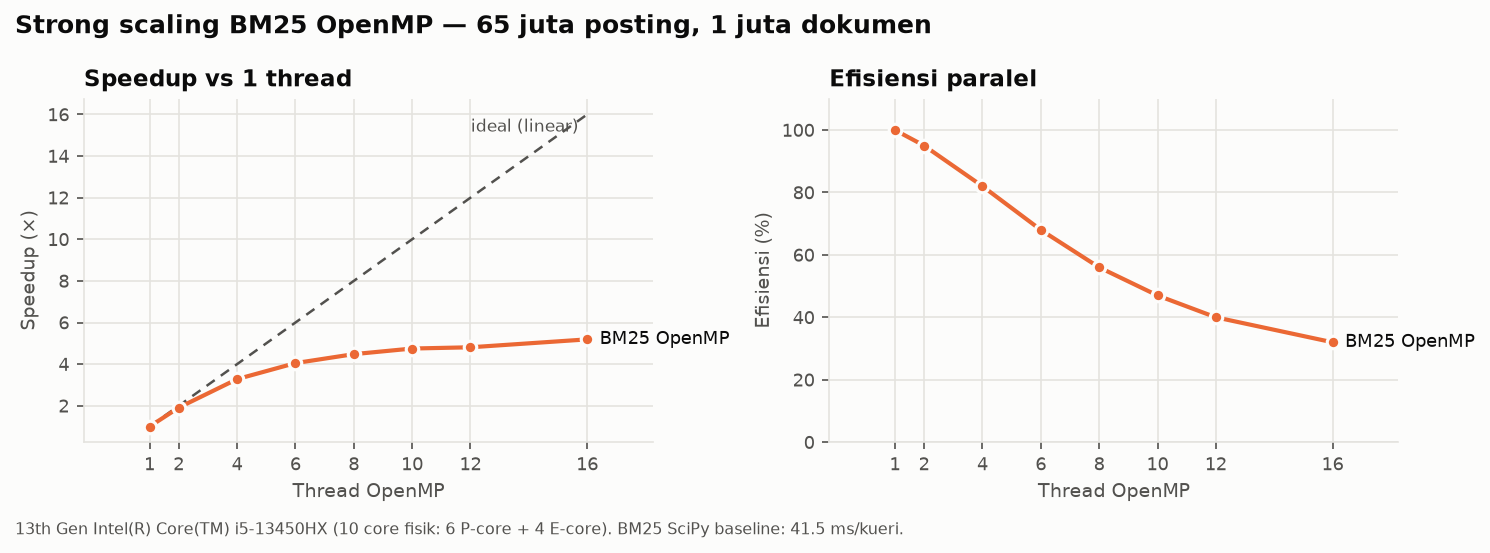 Strong scaling BM25 OpenMP — 65 juta posting, 1 juta dokumen
Speedup vs 1 thread
Speedup (×)
16
14
12
10
8
6
4
2
ideal (linear)
BM25 OpenMP
1 2 4 6 8 10 12 16
Thread OpenMP
Efisiensi paralel
Efisiensi (%)
100
80
60
40
20
0
BM25 OpenMP
1 2 4 6 8 10 12 16
Thread OpenMP
13th Gen Intel(R) Core(TM) i5-13450HX (10 core fisik: 6 P-core + 4 E-core). BM25 SciPy baseline: 41.5 ms/kueri.